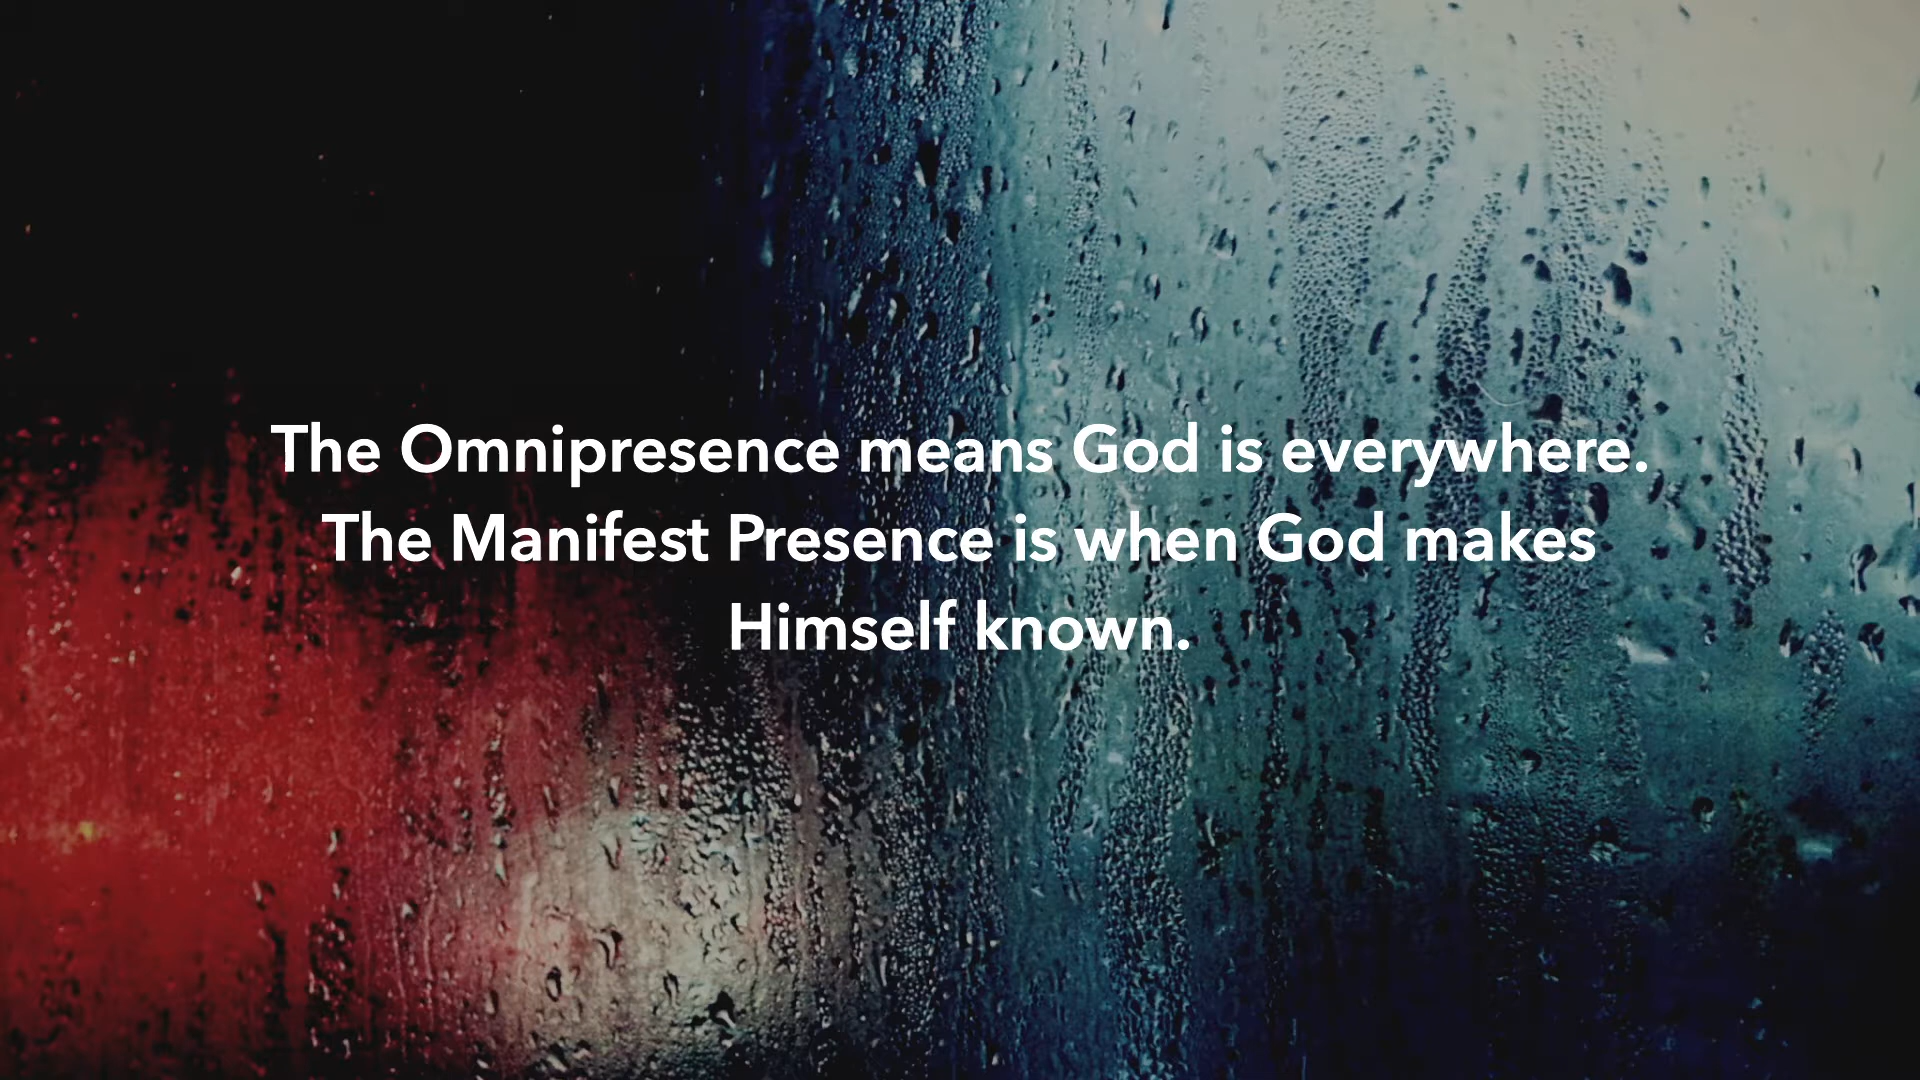 The Omnipresence means God is everywhere.
The Manifest Presence is when God makes
Himself known.